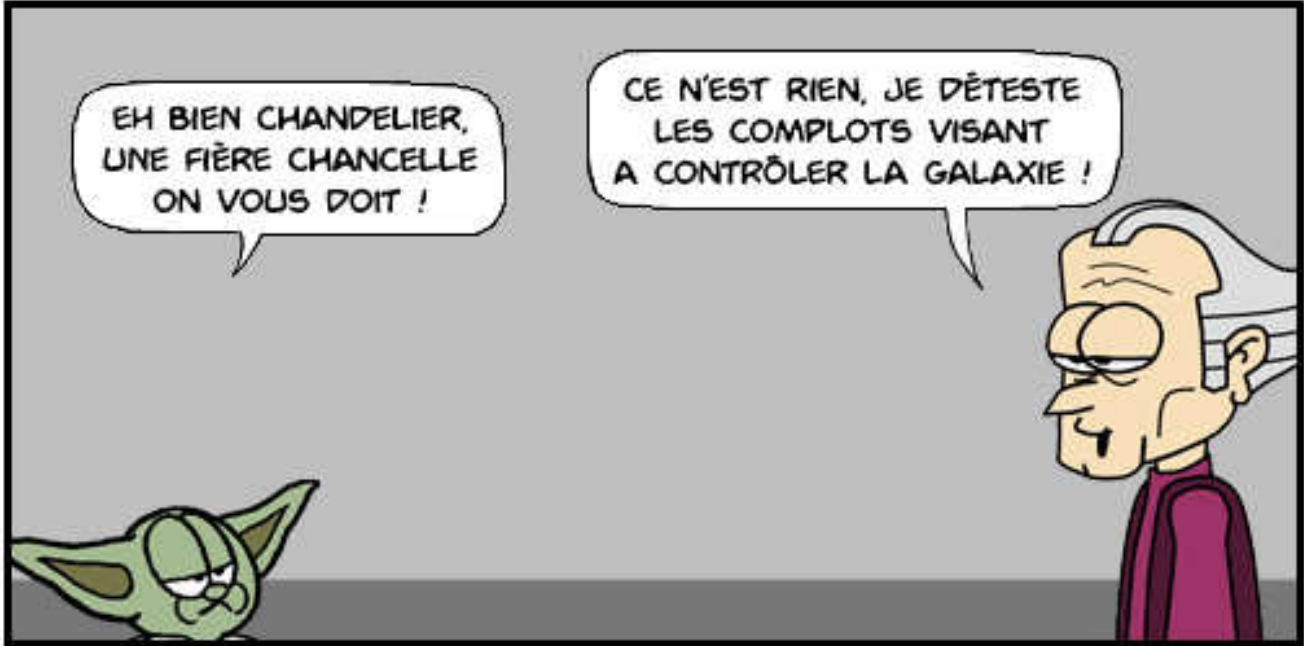 EH BIEN CHANDELIER,
UNE FIÈRE CHANCELLE
ON VOUS DOIT !
CE N'EST RIEN, JE DÉTESTE
LES COMPLOTS VISANT
A CONTRÔLER LA GALAXIE !